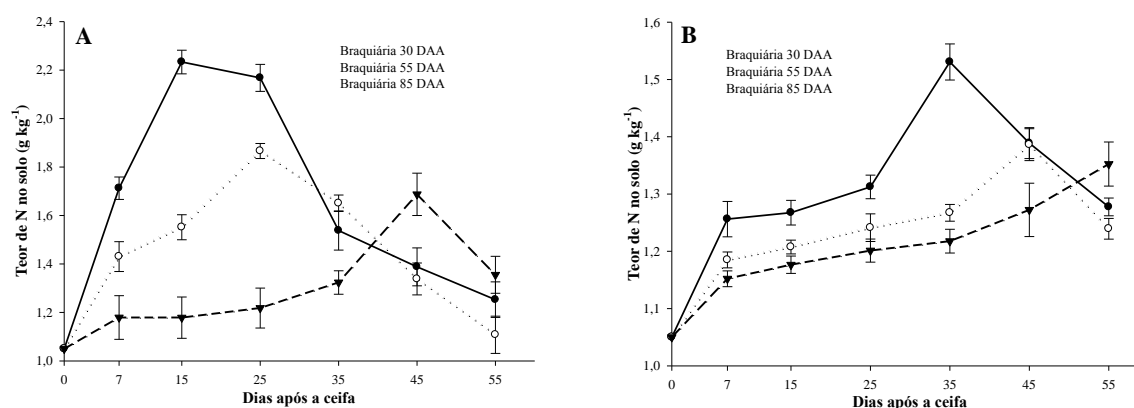 A
Braquiária 30 DAA
Braquiária 55 DAA
Braquiária 85 DAA
Teor de N no solo (g kg⁻¹)
2,4
2,2
2,0
1,8
1,6
1,4
1,2
1,0
0 7 15 25 35 45 55
Dias após a ceifa
B
Braquiária 30 DAA
Braquiária 55 DAA
Braquiária 85 DAA
Teor de N no solo (g kg⁻¹)
1,6
1,5
1,4
1,3
1,2
1,1
1,0
0 7 15 25 35 45 55
Dias após a ceifa